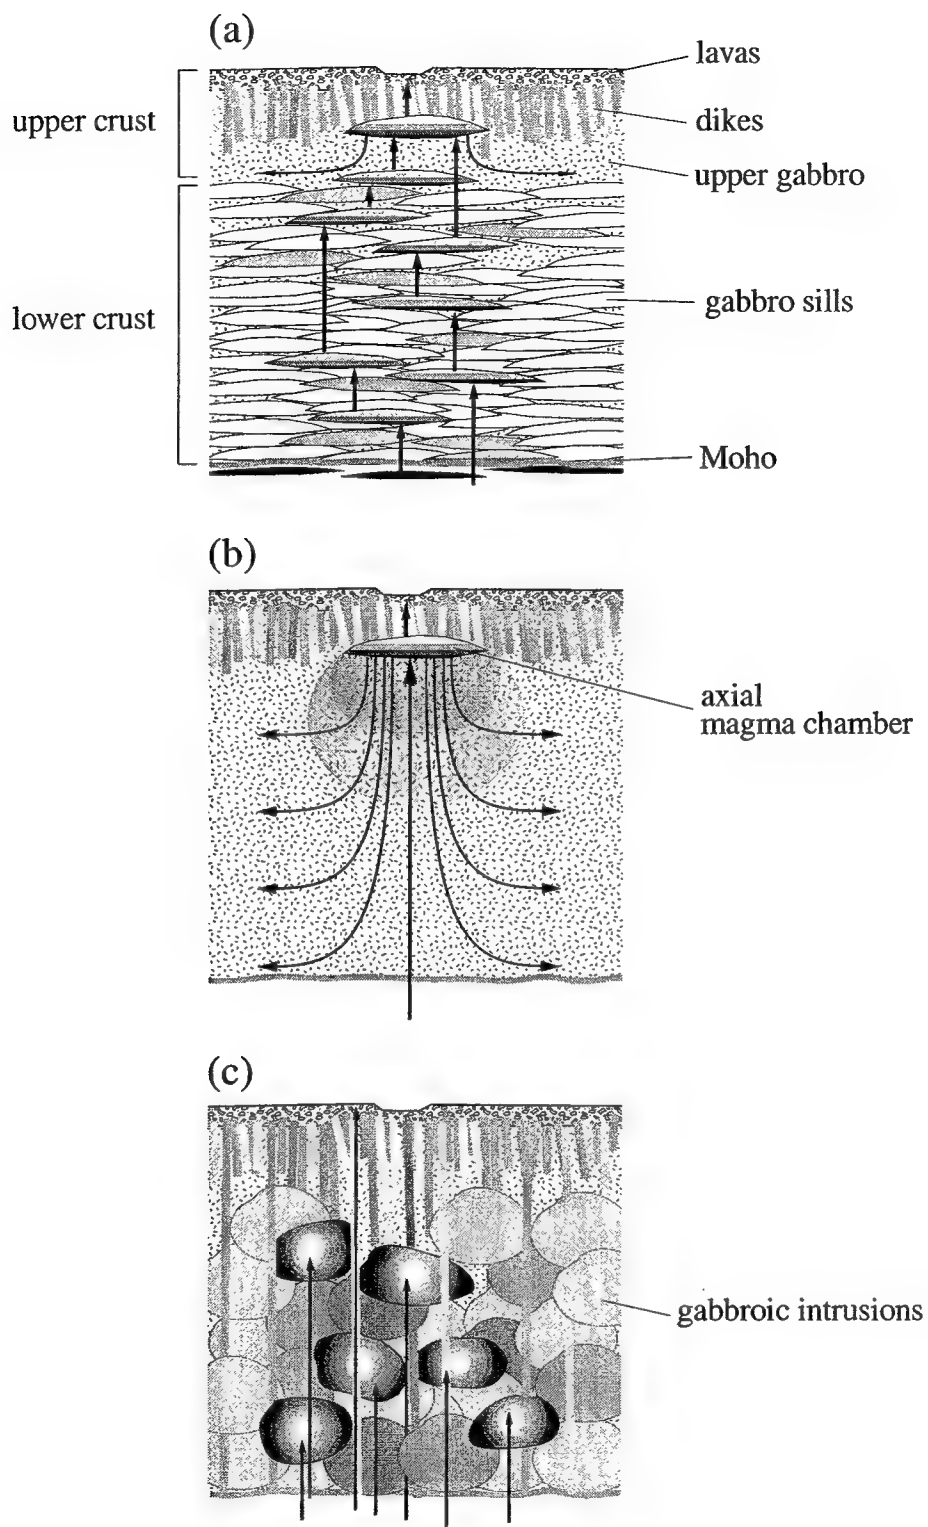 (a)
lavas
upper crust
dikes
upper gabbro
gabbro sills
lower crust
Moho
(b)
axial
magma chamber
(c)
gabbroic intrusions